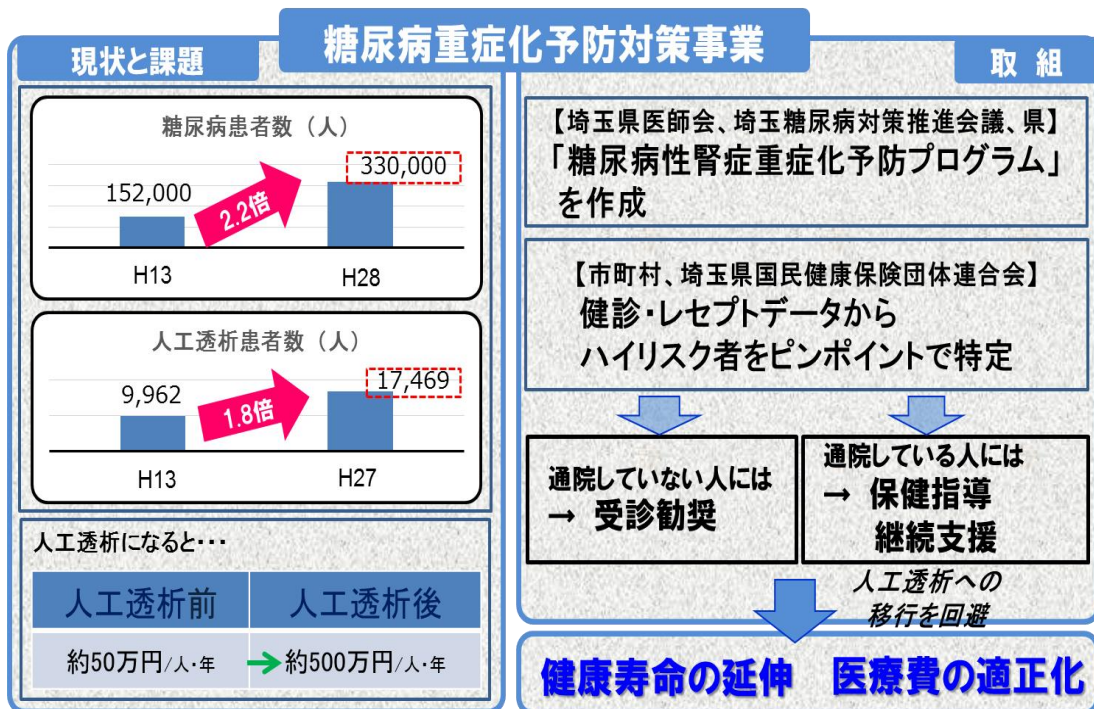 糖尿病重症化予防対策事業
現状と課題
糖尿病患者数（人）
152,000
2.2倍
330,000
H13
H28
人工透析患者数（人）
9,962
1.8倍
17,469
H13
H27
人工透析になると・・・
人工透析前
人工透析後
約50万円/人・年
約500万円/人・年
取 組
【埼玉県医師会、埼玉糖尿病対策推進会議、県】
「糖尿病性腎症重症化予防プログラム」
を作成
【市町村、埼玉県国民健康保険団体連合会】
健診・レセプトデータから
ハイリスク者をピンポイントで特定
通院していない人には
→ 受診勧奨
通院している人には
→ 保健指導
継続支援
人工透析への
移行を回避
健康寿命の延伸 医療費の適正化